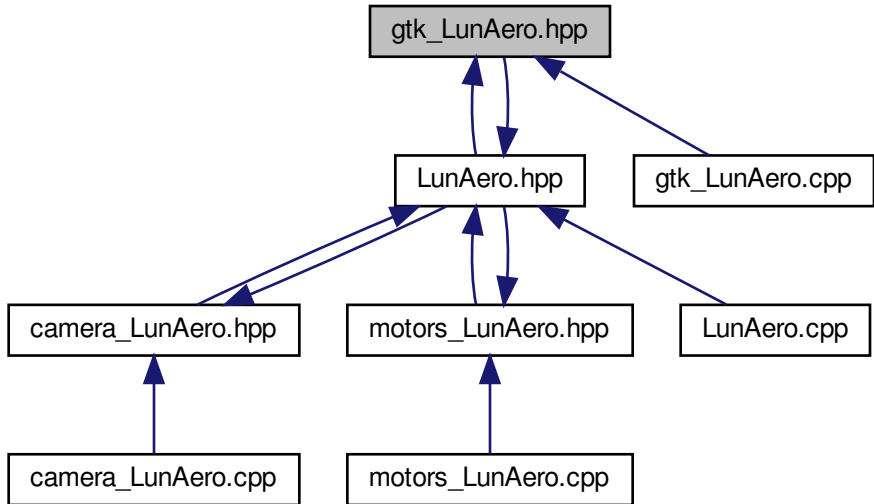 gtk_LunAero.hpp
LunAero.hpp
gtk_LunAero.cpp
camera_LunAero.hpp
motors_LunAero.hpp
LunAero.cpp
camera_LunAero.cpp
motors_LunAero.cpp